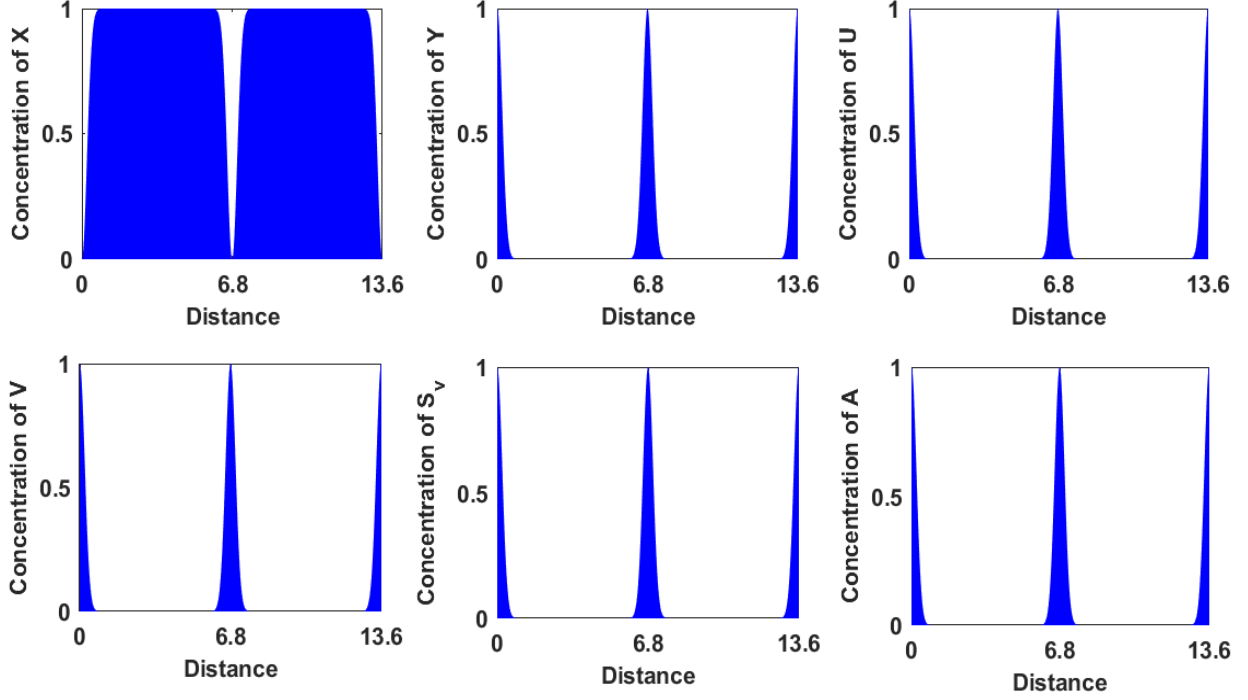 Concentration of X
1
0.5
0
0 6.8 13.6
Distance
Concentration of Y
1
0.5
0
0 6.8 13.6
Distance
Concentration of U
1
0.5
0
0 6.8 13.6
Distance
Concentration of V
1
0.5
0
0 6.8 13.6
Distance
Concentration of S_v
1
0.5
0
0 6.8 13.6
Distance
Concentration of A
1
0.5
0
0 6.8 13.6
Distance